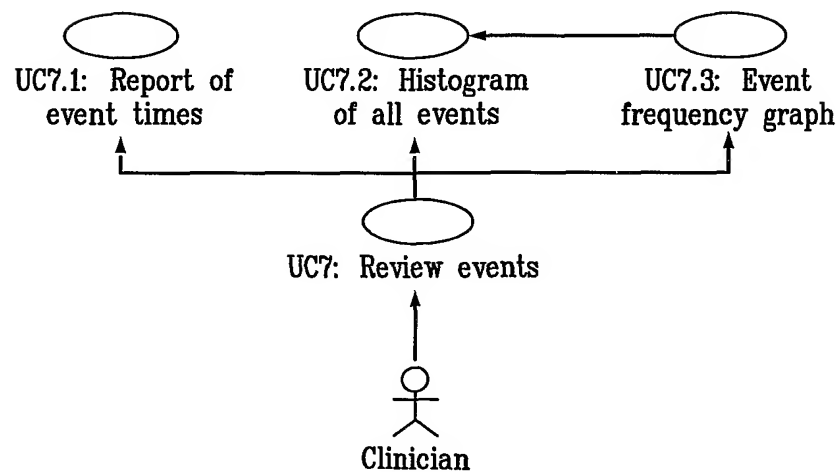 UC7.1: Report of
event times
UC7.2: Histogram
of all events
UC7.3: Event
frequency graph
UC7: Review events
Clinician